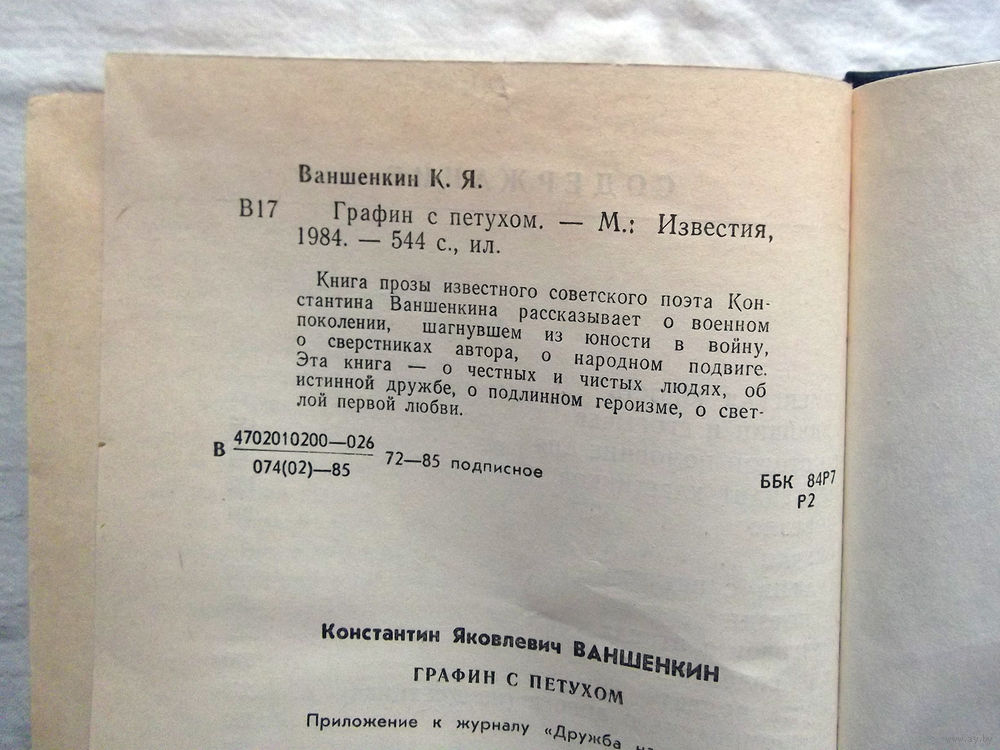 Ваншенкин К. Я.
В17 Графин с петухом. — М.: Известия,
1984. — 544 с., ил.
Книга прозы известного советского поэта Кон-
стантина Ваншенкина рассказывает о военном
поколении, шагнувшем из юности в войну,
о сверстниках автора, о народном подвиге.
Эта книга — о честных и чистых людях, об
истинной дружбе, о подлинном героизме, о свет-
лой первой любви.
В 4702010200—026
074(02)—85
72—85 подписное
ББК 84Р7
Р2
Константин Яковлевич ВАНШЕНКИН
ГРАФИН С ПЕТУХОМ
Приложение к журналу «Дружба